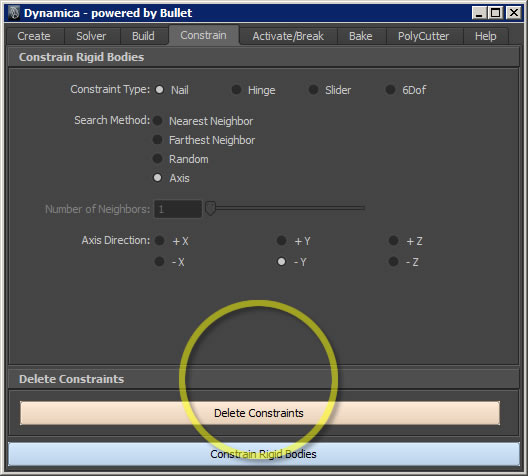 Dynamica - powered by Bullet
Create Solver Build Constrain Activate/Break Bake PolyCutter Help
Constrain Rigid Bodies
Constraint Type: Nail Hinge Slider 6Dof
Search Method: Nearest Neighbor
Farthest Neighbor
Random
Axis
Number of Neighbors: 1
Axis Direction: + X + Y + Z
- X - Y - Z
Delete Constraints
Delete Constraints
Constrain Rigid Bodies